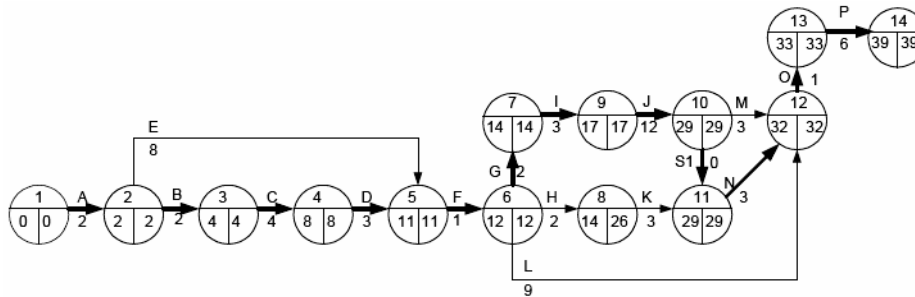 13 P 14
33 33 6 39 39
O 1
7 I 9 J 10 M 12
14 14 3 17 17 12 29 29 3 32 32
E
8
G 2
S1 0
N
3
1 A 2 B 3 C 4 D 5 F 6 H 8 K 11
0 0 2 2 2 2 4 4 4 8 8 3 11 11 1 12 12 2 14 26 3 29 29
L
9